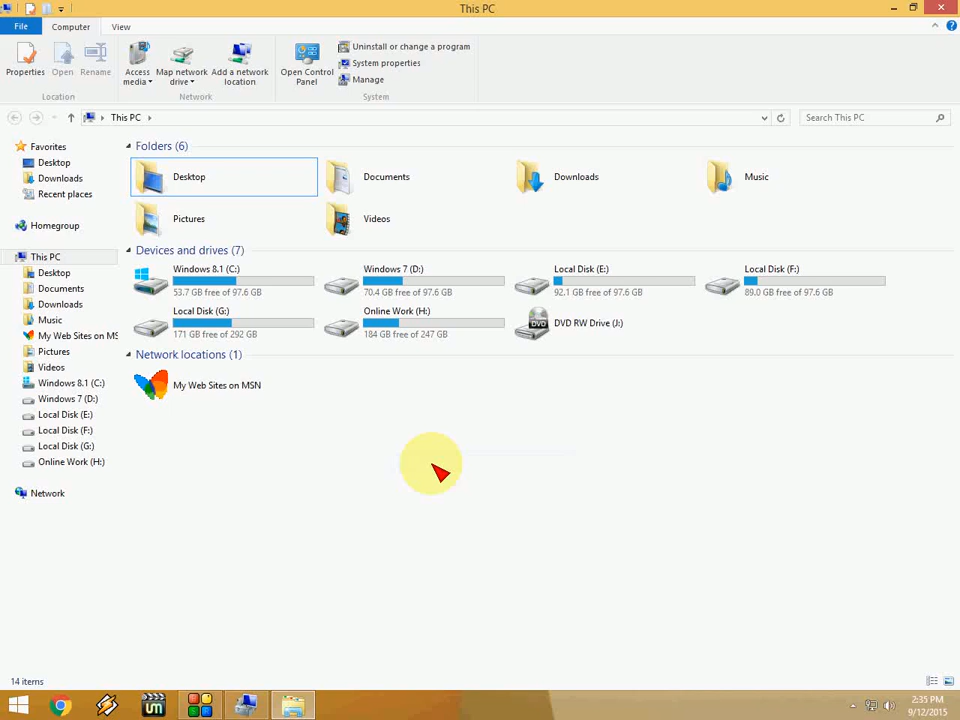 This PC
File
Computer
View
Properties
Open
Rename
Access media
Map network drive
Add a network location
Open Control Panel
Uninstall or change a program
System properties
Manage
Location
Network
System
This PC
Search This PC
Favorites
Desktop
Downloads
Recent places
Homegroup
This PC
Desktop
Documents
Downloads
Music
My Web Sites on MS
Pictures
Videos
Windows 8.1 (C:)
Windows 7 (D:)
Local Disk (E:)
Local Disk (F:)
Local Disk (G:)
Online Work (H:)
Network
Folders (6)
Desktop
Documents
Downloads
Music
Pictures
Videos
Devices and drives (7)
Windows 8.1 (C:)
53.7 GB free of 97.6 GB
Windows 7 (D:)
70.4 GB free of 97.6 GB
Local Disk (E:)
92.1 GB free of 97.6 GB
Local Disk (F:)
89.0 GB free of 97.6 GB
Local Disk (G:)
171 GB free of 292 GB
Online Work (H:)
184 GB free of 247 GB
DVD
DVD RW Drive (J:)
Network locations (1)
My Web Sites on MSN
14 items
um
2:35 PM
9/12/2015